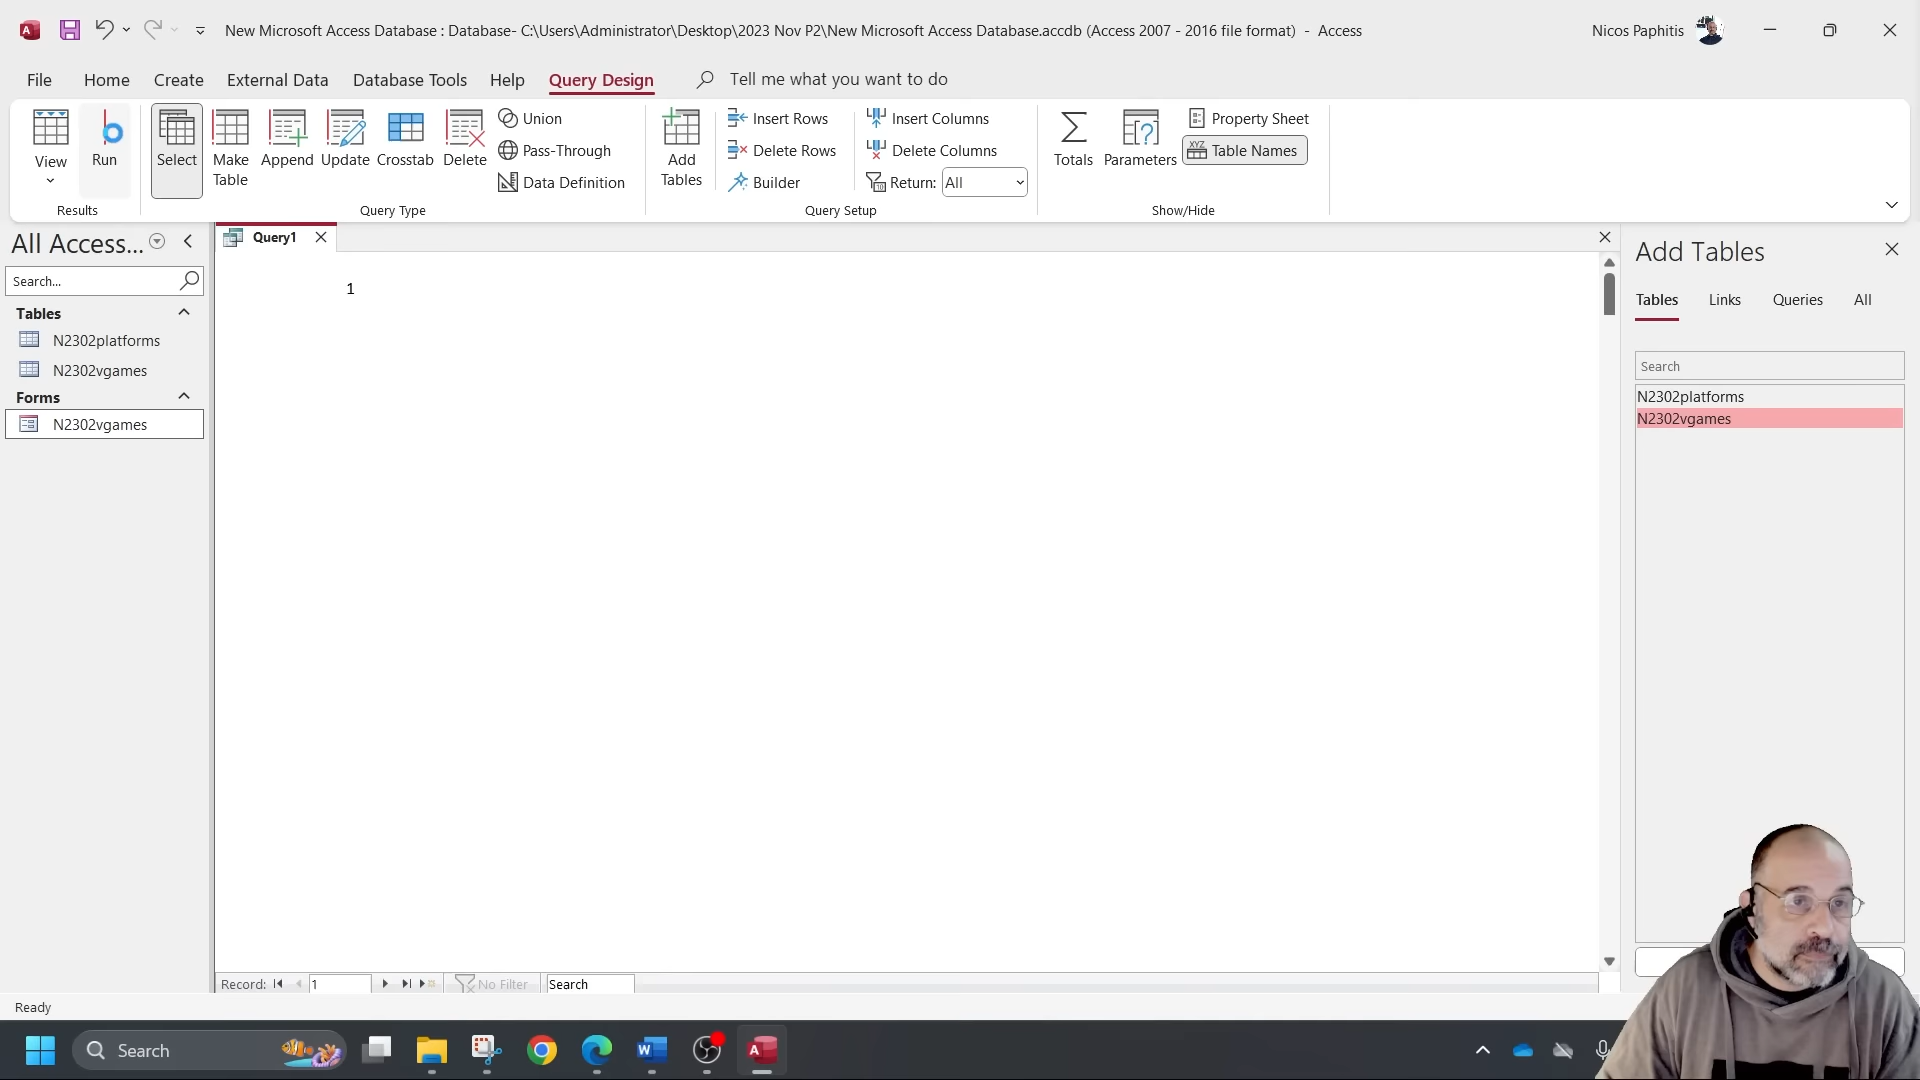 New Microsoft Access Database : Database- C:\Users\Administrator\Desktop\2023 Nov P2\New Microsoft Access Database.accdb (Access 2007 - 2016 file format) - Access
Nicos Paphitis
File
Home
Create
External Data
Database Tools
Help
Query Design
Tell me what you want to do
View
Run
Results
Select
Make
Table
Append
Update
Crosstab
Delete
Union
Pass-Through
Data Definition
Query Type
Add
Tables
Insert Rows
Delete Rows
Builder
Insert Columns
Delete Columns
Return: All
Query Setup
Totals
Parameters
Property Sheet
Table Names
Show/Hide
All Access...
Search...
Tables
N2302platforms
N2302vgames
Forms
N2302vgames
Query1
1
Record: 1
No Filter
Search
Add Tables
Tables
Links
Queries
All
Search
N2302platforms
N2302vgames
Ready
Search